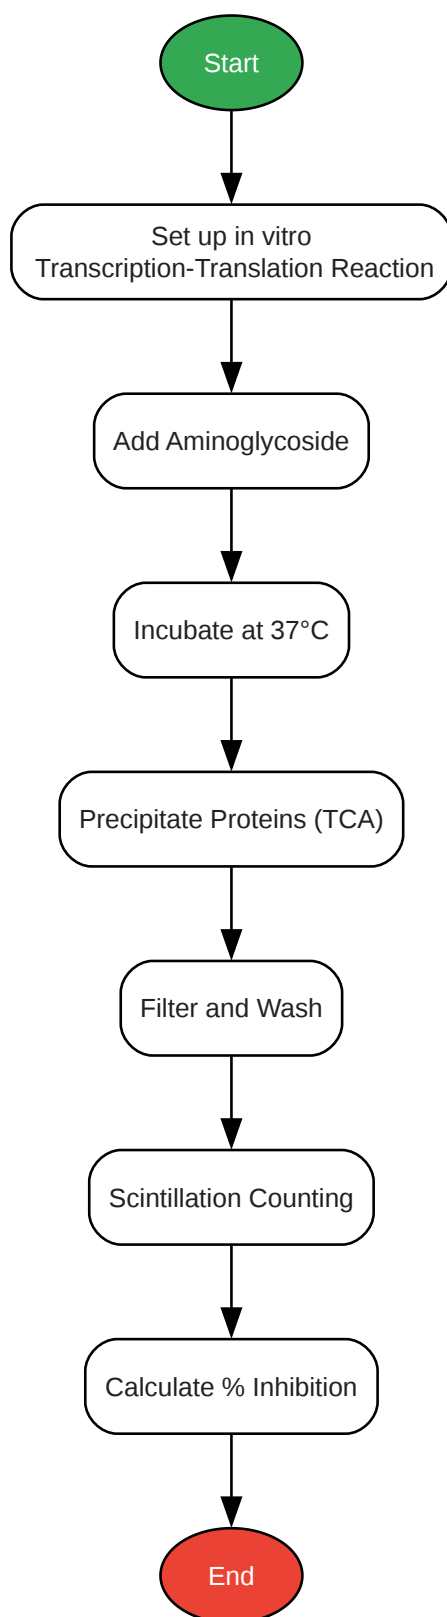 Start
Set up in vitro
Transcription-Translation Reaction
Add Aminoglycoside
Incubate at 37°C
Precipitate Proteins (TCA)
Filter and Wash
Scintillation Counting
Calculate % Inhibition
End